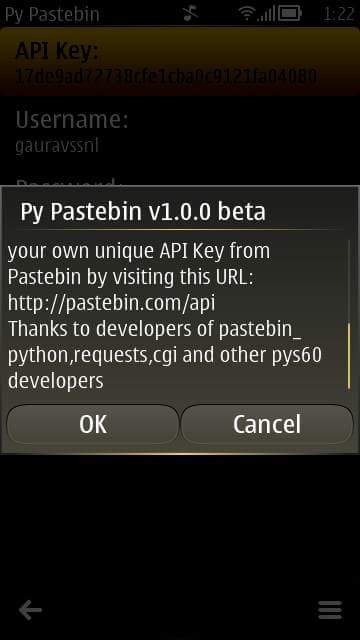 Py Pastebin
1:22
API Key:
17de9ad72738cfe1cba0c9121fa04080
Username:
gauravssnl
Password:
Py Pastebin v1.0.0 beta
your own unique API Key from
Pastebin by visiting this URL:
http://pastebin.com/api
Thanks to developers of pastebin_
python,requests,cgi and other pys60
developers
OK
Cancel